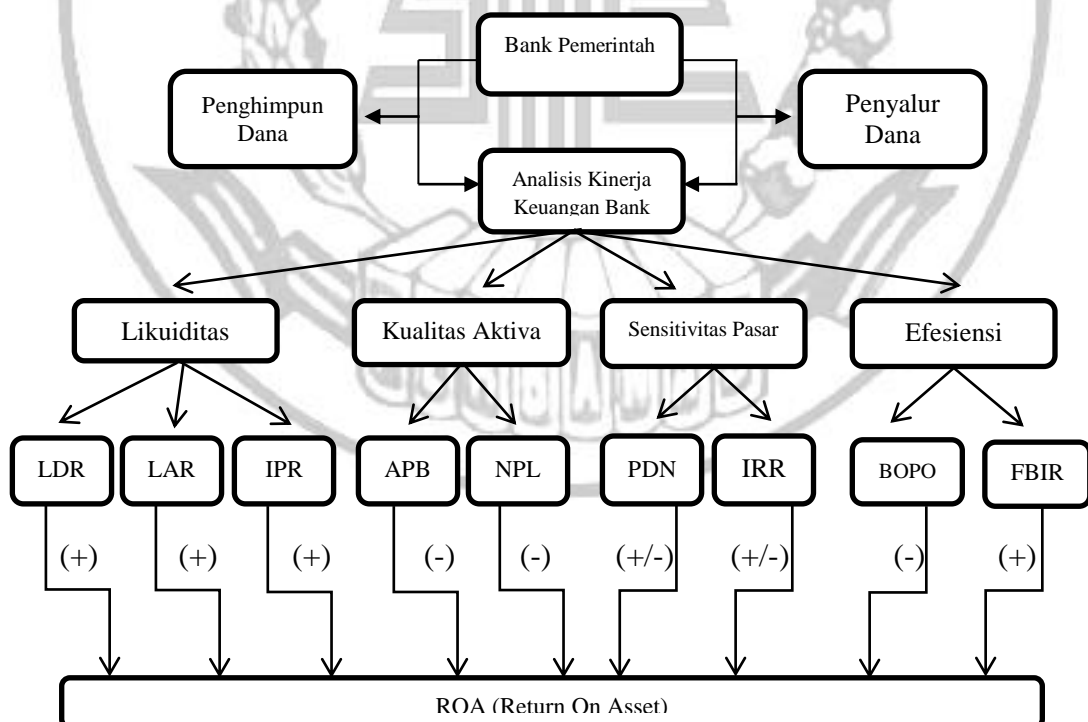 Bank Pemerintah
Penghimpun
Dana
Penyalur
Dana
Analisis Kinerja
Keuangan Bank
Likuiditas
Kualitas Aktiva
Sensitivitas Pasar
Efesiensi
LDR
LAR
IPR
APB
NPL
PDN
IRR
BOPO
FBIR
(+)
(+)
(+)
(-)
(-)
(+/-)
(+/-)
(-)
(+)
ROA (Return On Asset)